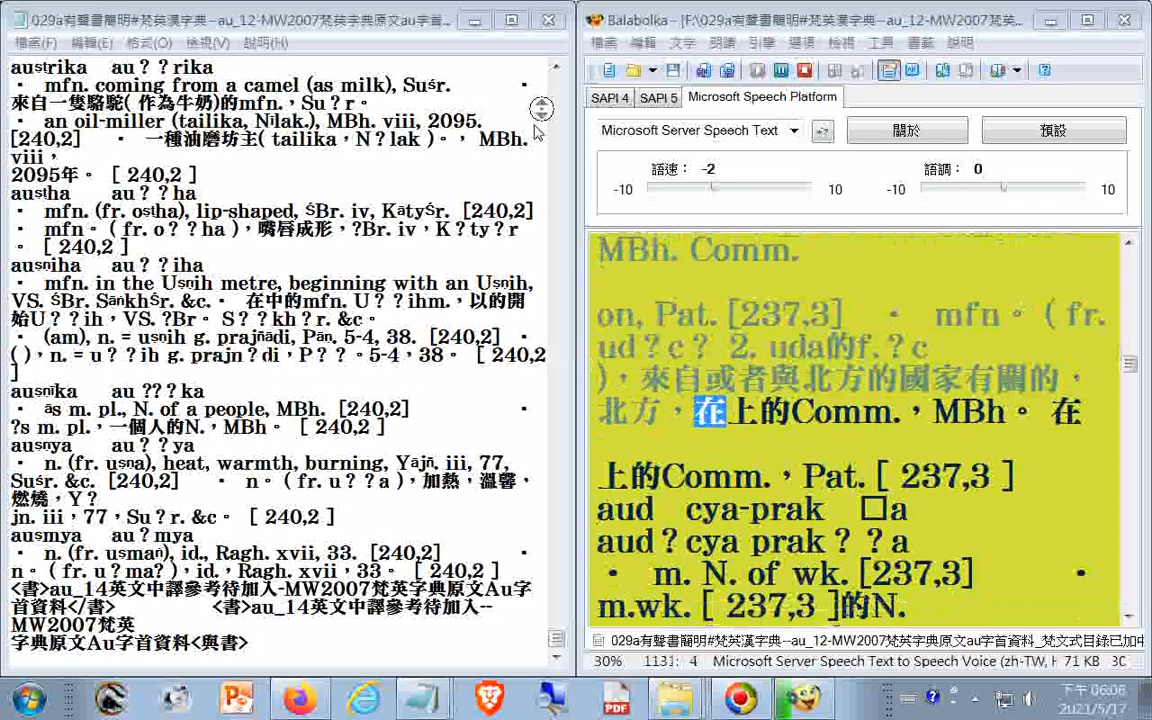 029a有聲書簡明#梵英漢字典--au_12-MW2007梵英字典原文au字首...
檔案(F) 編輯(E) 格式(O) 檢視(V) 說明(H)
auṣṭrika au??rika
• mfn. coming from a camel (as milk), Suśr. •
來自一隻駱駝( 作為牛奶)的mfn.，Su?r。
an oil-miller (tailika, Nīlak.), MBh. viii, 2095.
[240,2] • 一種油磨坊主( tailika，N?lak )。， MBh.
viii，
2095年。 [ 240,2 ]
auṣṭha au??ha
• mfn. (fr. oṣṭha), lip-shaped, ŚBr. iv, KātyŚr. [240,2]
• mfn。( fr. o??ha )，嘴唇成形，?Br. iv，K?ty?r
。 [ 240,2 ]
auṣṇiha au??iha
• mfn. in the Uṣṇih metre, beginning with an Uṣṇih,
VS. ŚBr. Śāṅkhśr. &c. • 在中的mfn. U??ihm.，以的開
始U??ih，VS. ?Br。 S??kh?r. &c。
• (am), n. = uṣṇih g. prajñādi, Pāṇ. 5-4, 38. [240,2]
( )，n. = u??ih g. prajn?di，P??。5-4，38。 [ 240,2
]
auṣṇīka au???ka
• ās m. pl., N. of a people, MBh. [240,2] •
?s m. pl.，一個人的N.，MBh。 [ 240,2 ]
auṣṇya au??ya
• n. (fr. uṣṇa), heat, warmth, burning, Yājñ. iii, 77,
Suśr. &c. [240,2] • n。( fr. u??a )，加熱，溫馨，
燃燒，Y?
jn. iii，77，Su?r. &c。 [ 240,2 ]
auṣmya au?mya
• n. (fr. uṣman), id., Ragh. xvii, 33. [240,2] •
n。( fr. u?ma?)，id.，Ragh. xvii，33。 [ 240,2 ]
<書>au_14英文中譯參考待加入-MW2007梵英字典原文Au字
首資料</書> <書>au_14英文中譯參考待加入--
MW2007梵英
字典原文Au字首資料<與書>
Balabolka - [F:\029a有聲書簡明#梵英漢字典--au_12-MW2007梵英...
檔案 編輯 文字 朗讀 引擎 選項 檢視 工具 書籤 說明
SAPI 4 SAPI 5 Microsoft Speech Platform
Microsoft Server Speech Text 關於 預設
語速： -2 語調： 0
-10 10 -10 10
MBh. Comm.
on, Pat. [237,3] • mfn。( fr.
ud?c? 2. uda的f.?c
)，來自或者與北方的國家有關的，
北方，在上的Comm.，MBh。 在
上的Comm.，Pat. [ 237,3 ]
aud cya-prak □a
aud?cya prak??a
• m. N. of wk. [237,3] •
m.wk. [ 237,3 ]的N.
029a有聲書簡明#梵英漢字典--au_12-MW2007梵英字典原文au字首資料_梵文式目錄已加中
30% 1131: 4 Microsoft Server Speech Text to Speech Voice (zh-TW, H 71 KB
下午 06:06
2021/5/17